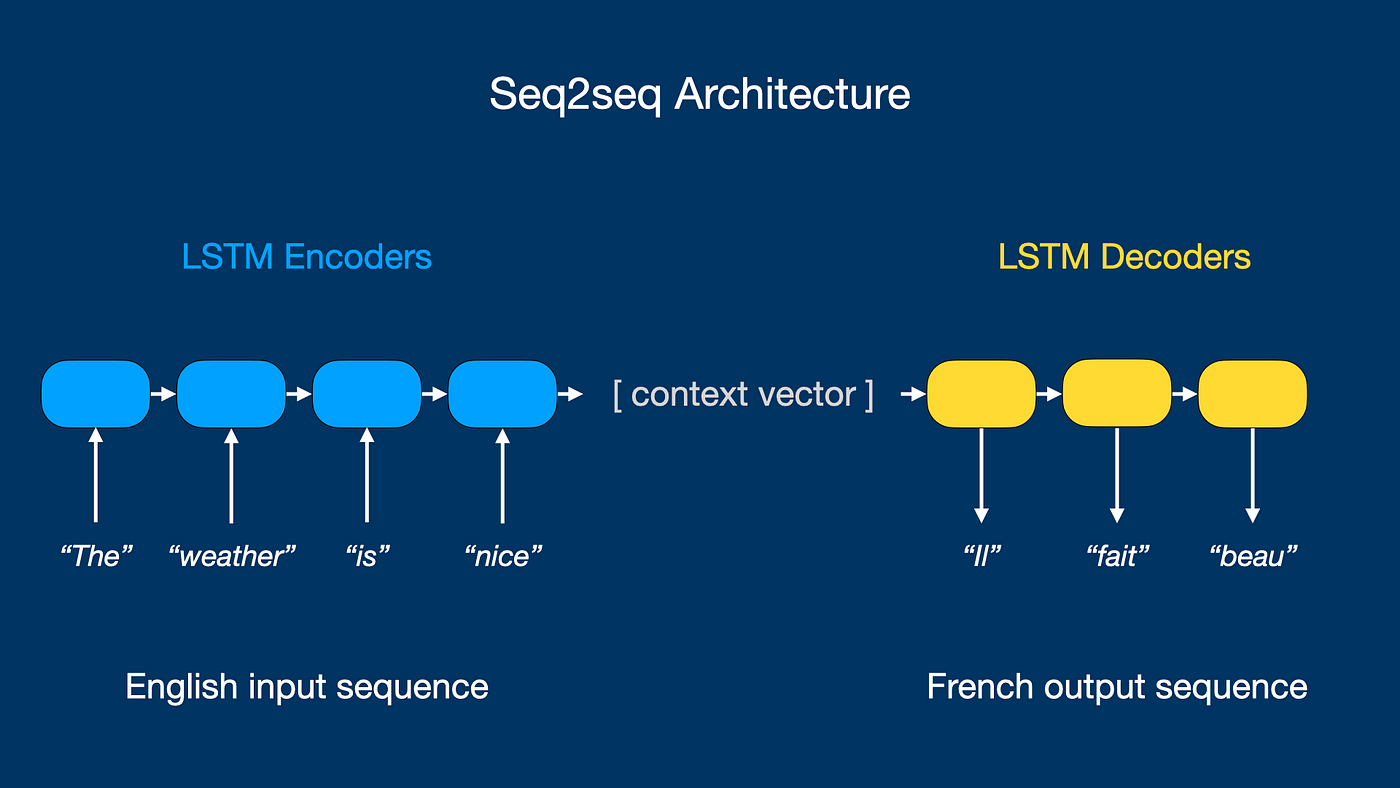 Seq2seq Architecture
LSTM Encoders
LSTM Decoders
[ context vector ]
“The” “weather” “is” “nice”
“Il” “fait” “beau”
English input sequence
French output sequence